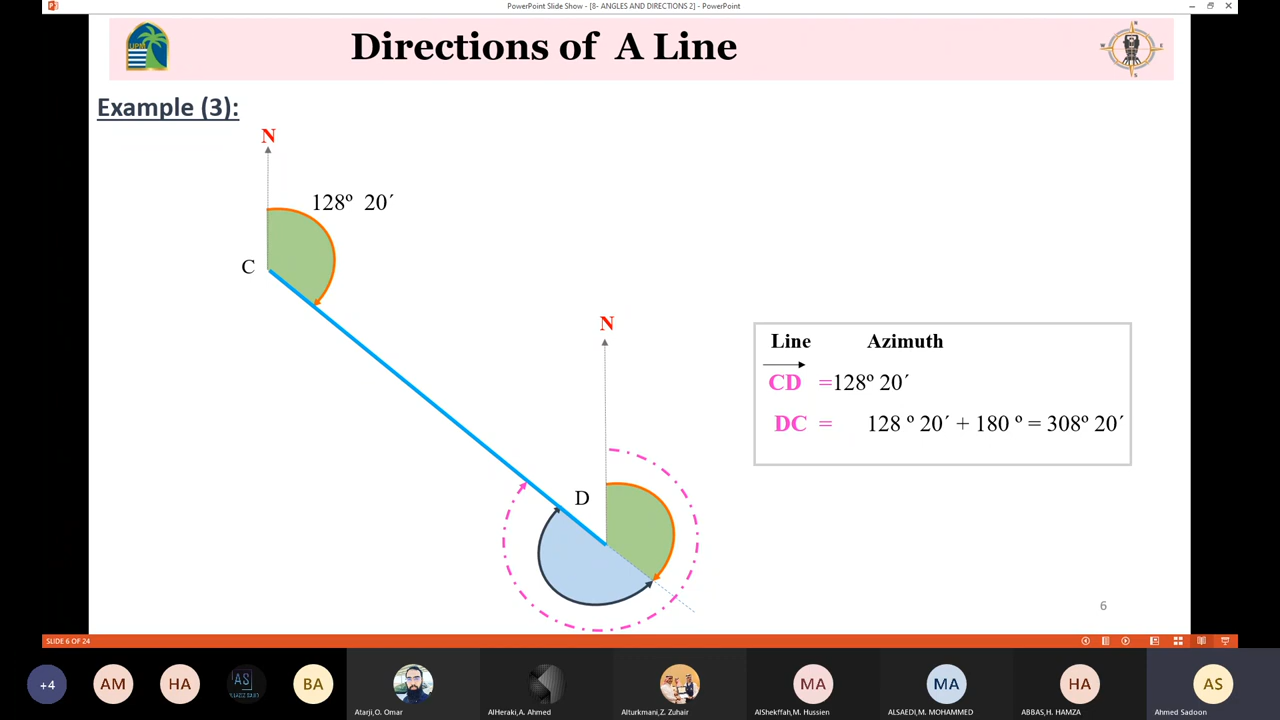 PowerPoint Slide Show - [8- ANGLES AND DIRECTIONS 2] - PowerPoint
Directions of A Line
UPM
N
W E
S
Example (3):
N
128º 20´
C
N
Line Azimuth
CD =128º 20´
DC = 128 º 20´ + 180 º = 308º 20´
D
6
SLIDE 6 OF 24
+4
AM
HA
AS
BA
MA
MA
HA
AS
Atarji,O. Omar
AlHeraki,A. Ahmed
Alturkmani,Z. Zuhair
AlShekffah,M. Hussien
ALSAEDI,M. MOHAMMED
ABBAS,H. HAMZA
Ahmed Sadoon